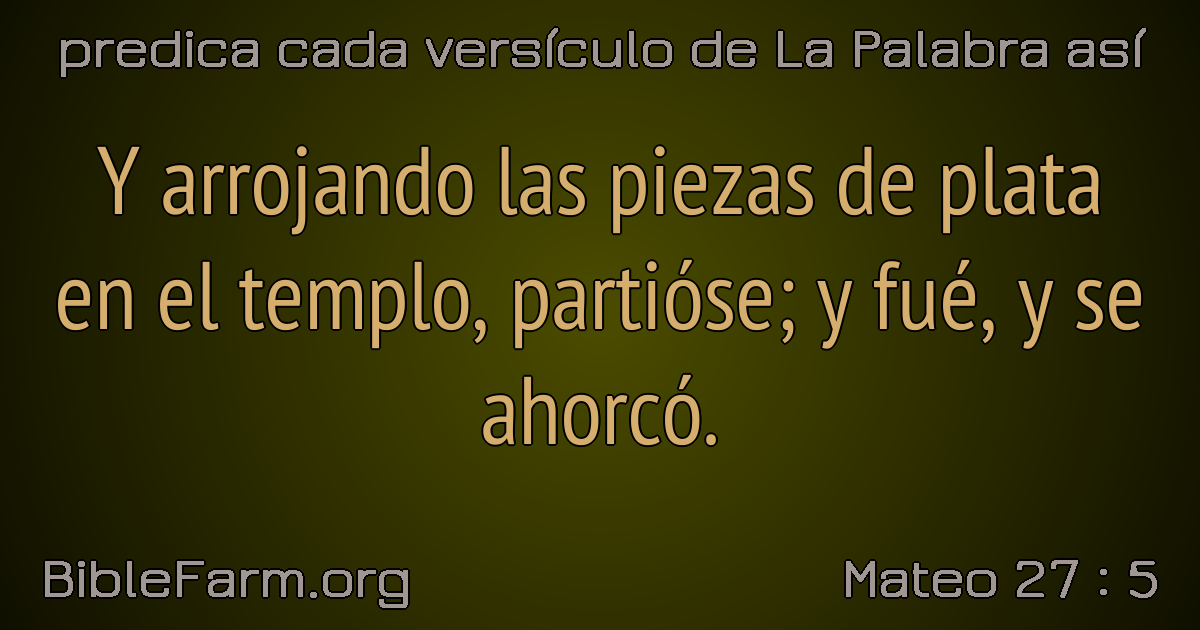 predica cada versículo de La Palabra así
Y arrojando las piezas de plata
en el templo, partióse; y fué, y se
ahorcó.
BibleFarm.org
Mateo 27 : 5